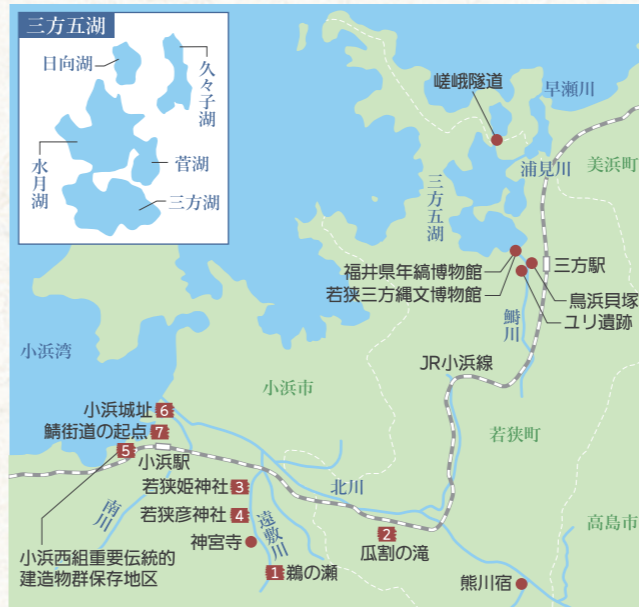 三方五湖
日向湖
久々子湖
水月湖
菅湖
三方湖
嵯峨隧道
早瀬川
浦見川
美浜町
三方五湖
福井県年縞博物館
若狭三方縄文博物館
三方駅
鳥浜貝塚
ユリ遺跡
鰣川
小浜湾
小浜市
JR小浜線
若狭町
小浜城址 6
鯖街道の起点 7
5
小浜駅
若狭姫神社 3
若狭彦神社 4
神宮寺
遠敷川
北川
南川
2
瓜割の滝
高島市
小浜西組重要伝統的
建造物群保存地区
1 鵜の瀬
熊川宿